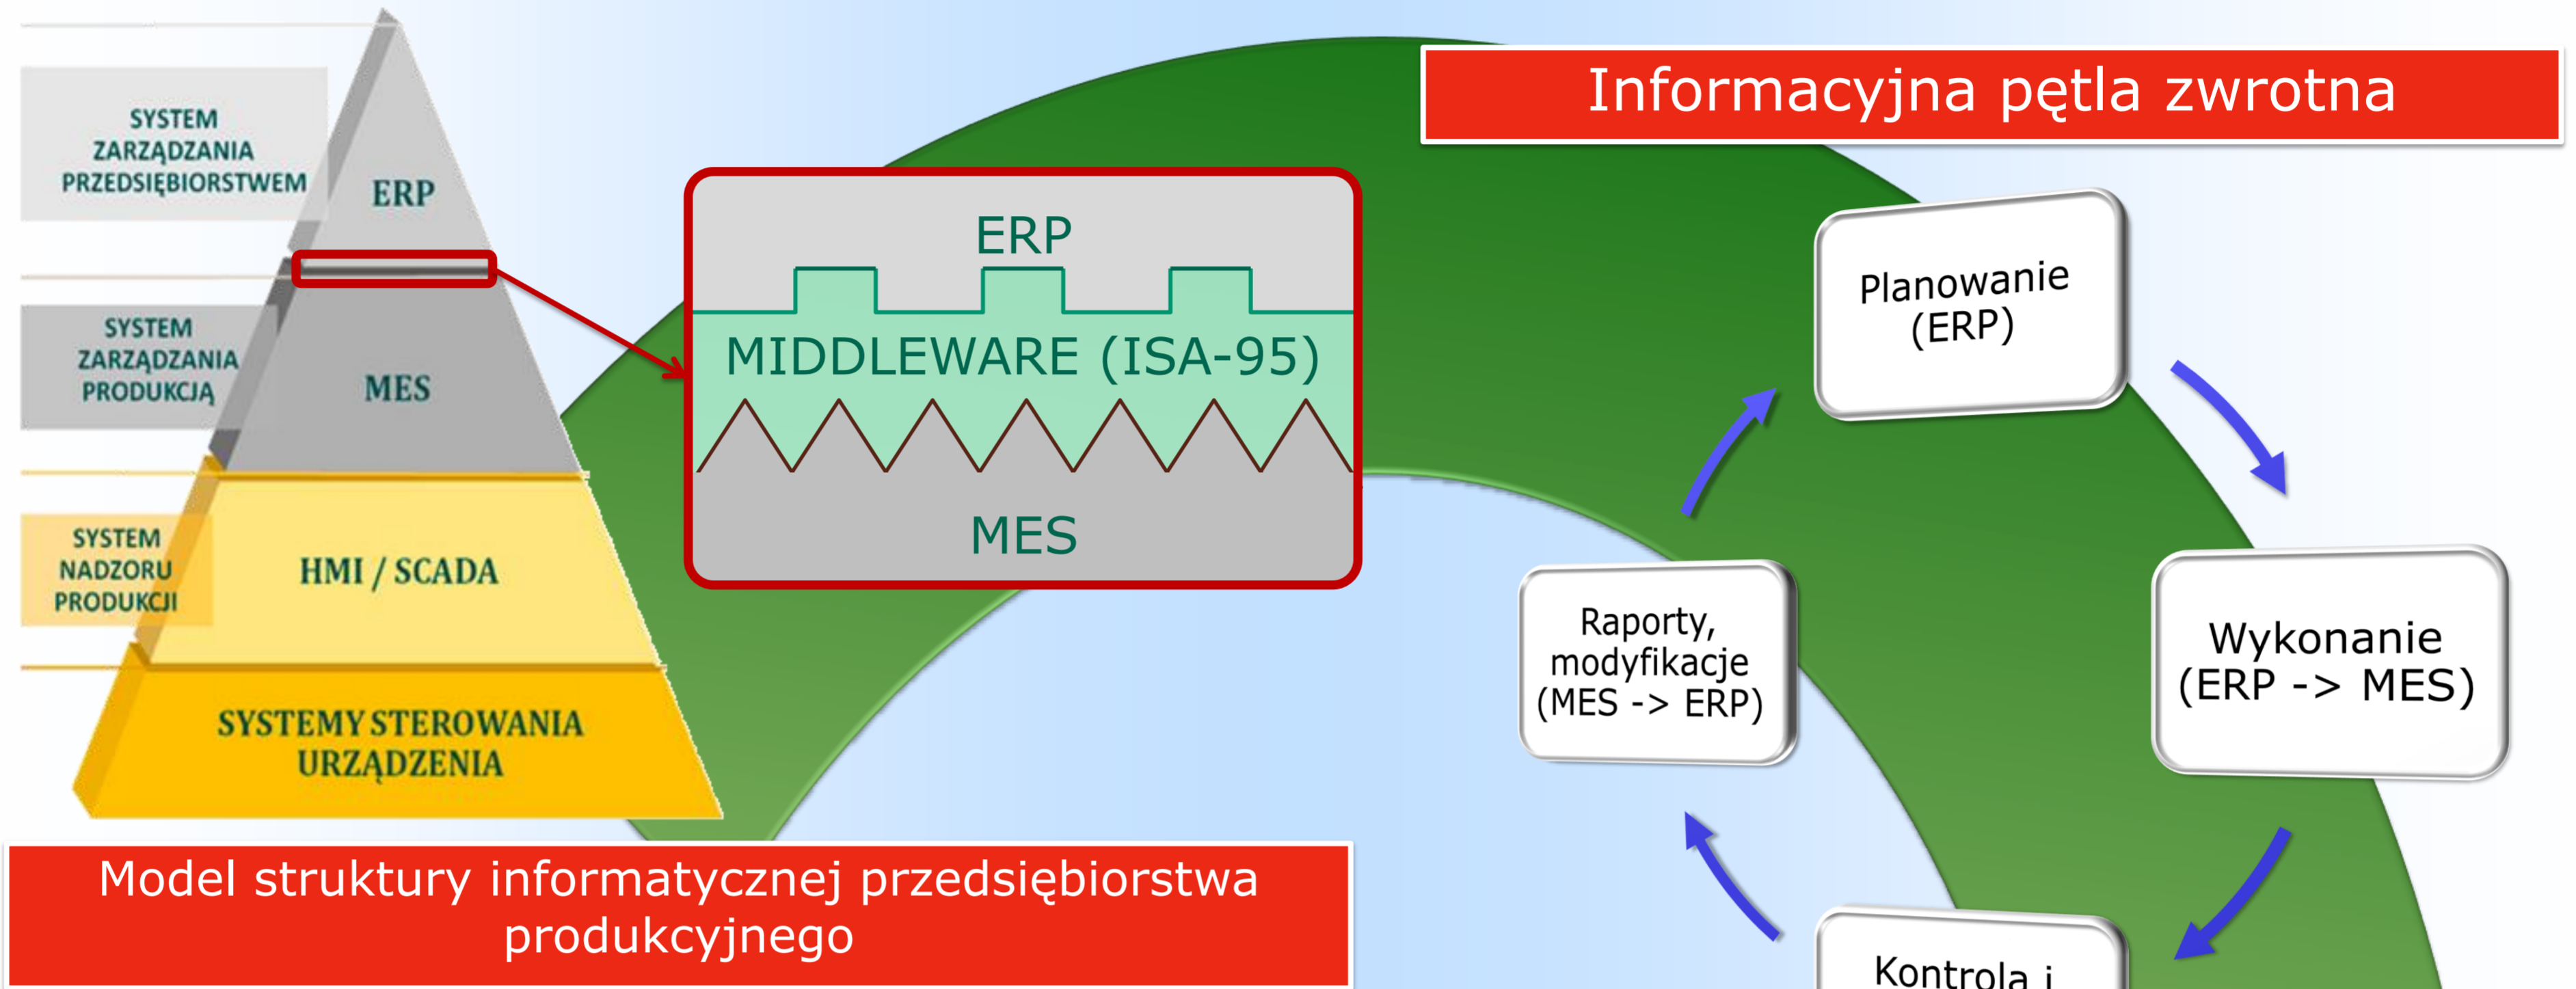 SYSTEM
ZARZĄDZANIA
PRZEDSIĘBIORSTWEM
ERP
SYSTEM
ZARZĄDZANIA
PRODUKCJĄ
MES
SYSTEM
NADZORU
PRODUKCJI
HMI / SCADA
SYSTEMY STEROWANIA
URZĄDZENIA
Model struktury informatycznej przedsiębiorstwa
produkcyjnego
ERP
MIDDLEWARE (ISA-95)
MES
Informacyjna pętla zwrotna
Planowanie
(ERP)
Wykonanie
(ERP -> MES)
Kontrola i
Raporty,
modyfikacje
(MES -> ERP)